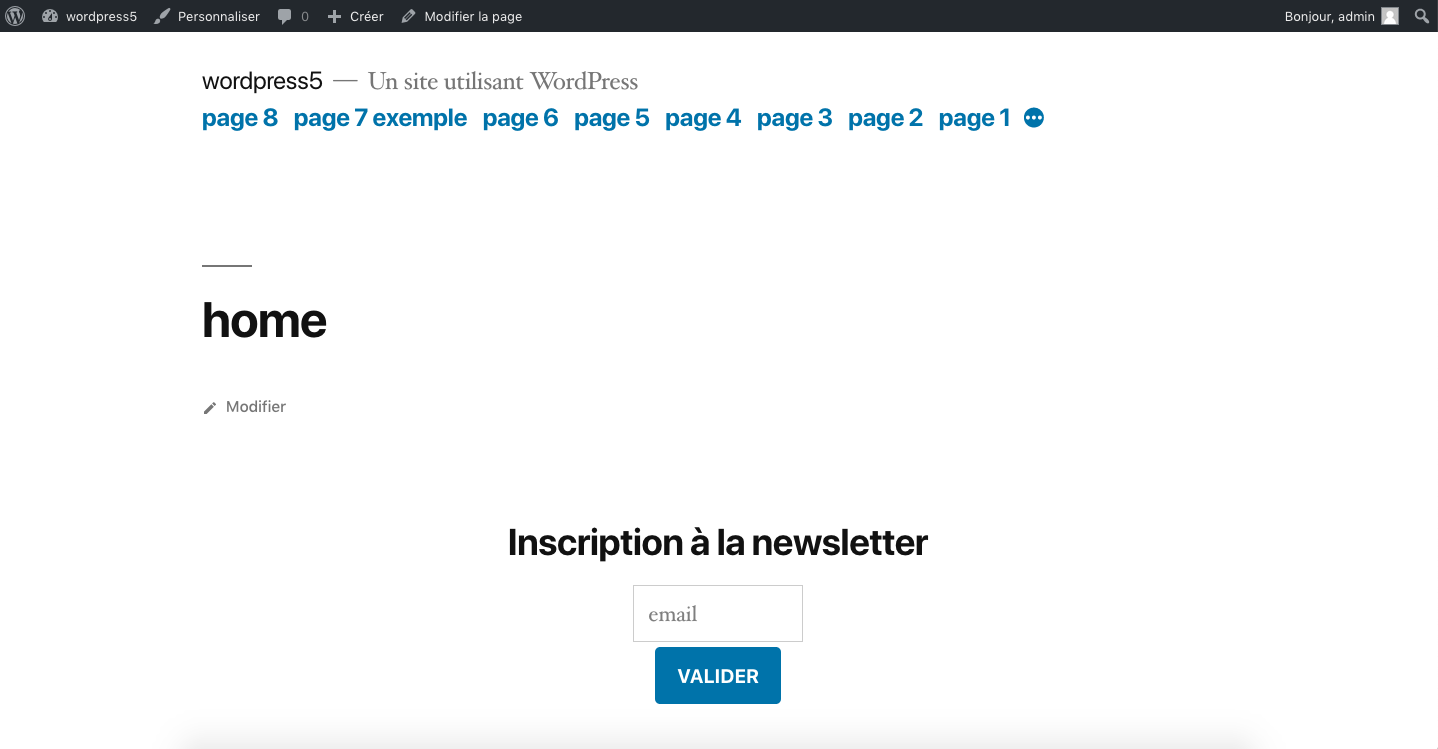 wordpress5 Personnaliser 0 Créer Modifier la page Bonjour, admin
wordpress5 — Un site utilisant WordPress
page 8 page 7 exemple page 6 page 5 page 4 page 3 page 2 page 1
home
Modifier
Inscription à la newsletter
email
VALIDER